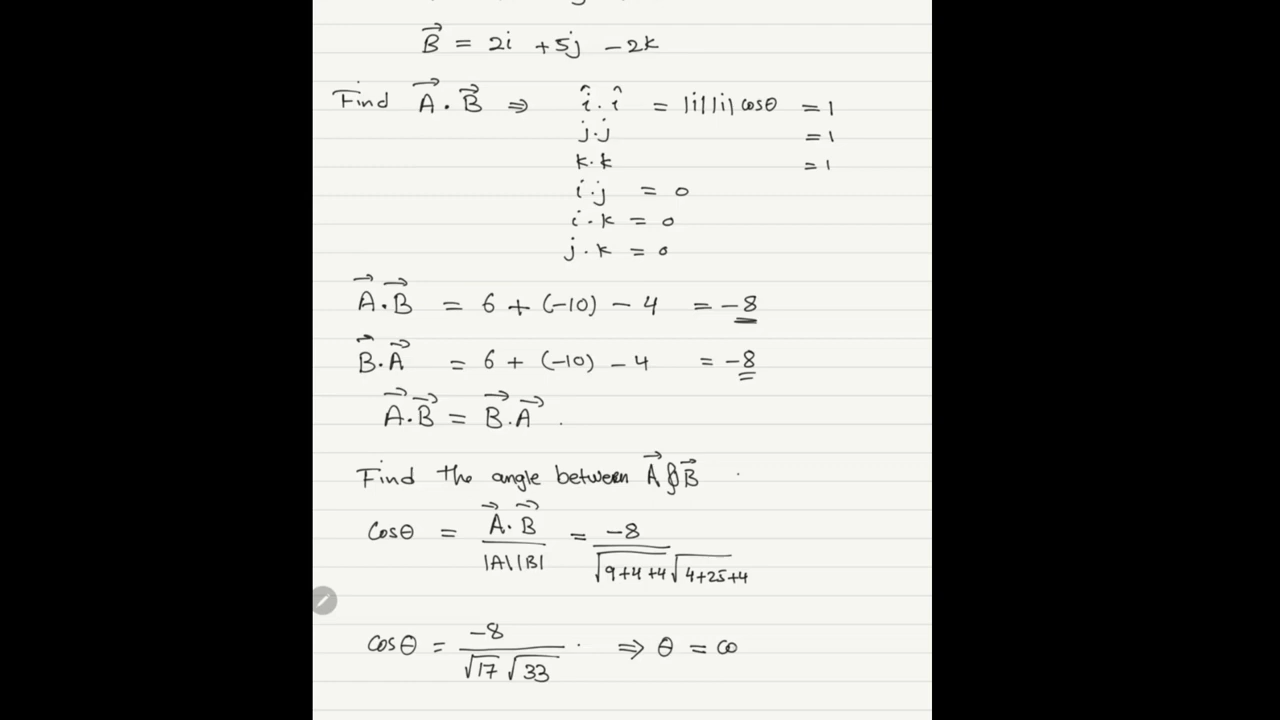 B⃗ = 2i + 5j - 2k
Find A⃗ . B⃗ ⇒ î . î = |i||i| cosθ = 1
j.j = 1
k.k = 1
i.j = 0
i.k = 0
j.k = 0
A⃗.B⃗ = 6 + (-10) - 4 = -8
B⃗.A⃗ = 6 + (-10) - 4 = -8
A⃗.B⃗ = B⃗.A⃗ .
Find the angle between A⃗ & B⃗ .
Cosθ = A⃗.B⃗ / |A||B| = -8 / √(9+4+4) √(4+25+4)
cosθ = -8 / √17 √33 . ⇒ θ = co